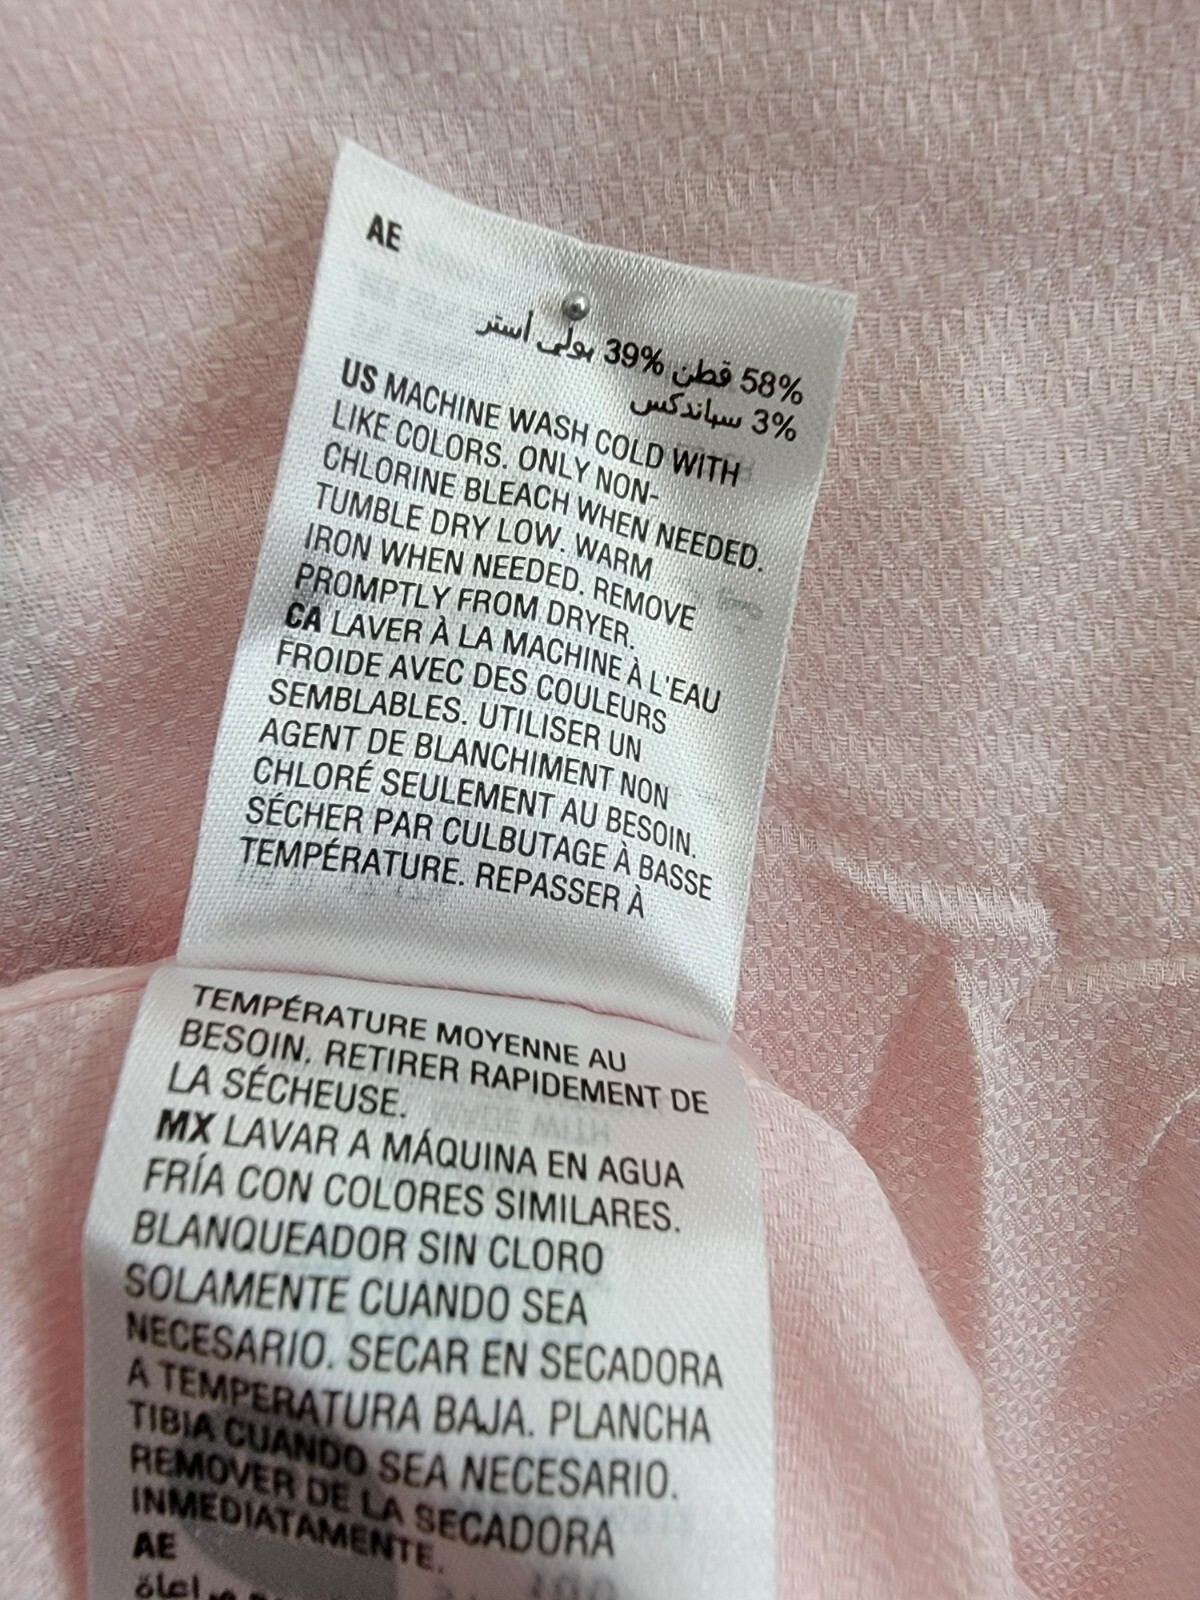 AE
58% قطن 39% بولي أستر
3% سباندكس
US MACHINE WASH COLD WITH
LIKE COLORS. ONLY NON-
CHLORINE BLEACH WHEN NEEDED.
TUMBLE DRY LOW. WARM
IRON WHEN NEEDED. REMOVE
PROMPTLY FROM DRYER.
CA LAVER À LA MACHINE À L'EAU
FROIDE AVEC DES COULEURS
SEMBLABLES. UTILISER UN
AGENT DE BLANCHIMENT NON
CHLORÉ SEULEMENT AU BESOIN.
SÉCHER PAR CULBUTAGE À BASSE
TEMPÉRATURE. REPASSER À
TEMPÉRATURE MOYENNE AU
BESOIN. RETIRER RAPIDEMENT DE
LA SÉCHEUSE.
MX LAVAR A MÁQUINA EN AGUA
FRÍA CON COLORES SIMILARES.
BLANQUEADOR SIN CLORO
SOLAMENTE CUANDO SEA
NECESARIO. SECAR EN SECADORA
A TEMPERATURA BAJA. PLANCHA
TIBIA CUANDO SEA NECESARIO.
REMOVER DE LA SECADORA
INMEDIATAMENTE.
AE